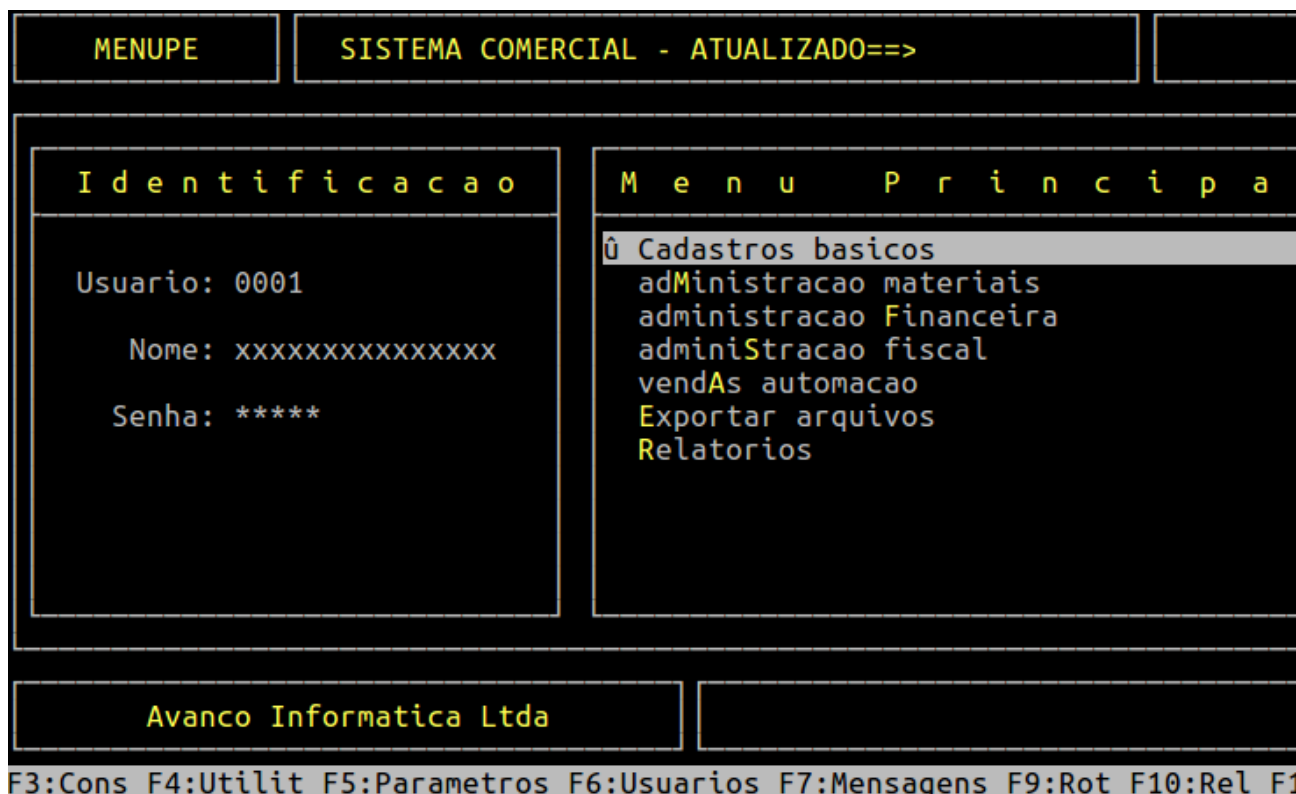 MENUPE
SISTEMA COMERCIAL - ATUALIZADO==>
I d e n t i f i c a c a o
Usuario: 0001
Nome: xxxxxxxxxxxxxxx
Senha: *****
M e n u   P r i n c i p a
û Cadastros basicos
adMinistracao materiais
administracao Financeira
adminiStracao fiscal
vendAs automacao
Exportar arquivos
Relatorios
Avanco Informatica Ltda
F3:Cons F4:Utilit F5:Parametros F6:Usuarios F7:Mensagens F9:Rot F10:Rel F1